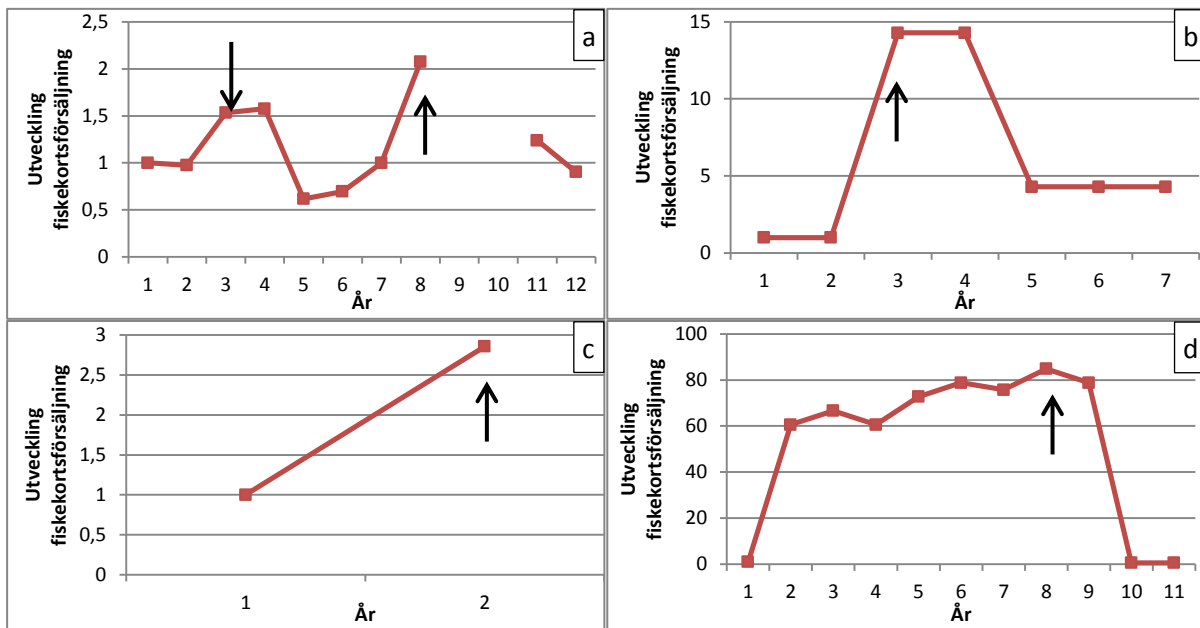 a
Utveckling
fiskekortsförsäljning
2,5
2
1,5
1
0,5
0
1 2 3 4 5 6 7 8 9 10 11 12
År
b
Utveckling
fiskekortsförsäljning
15
10
5
0
1 2 3 4 5 6 7
År
c
Utveckling
fiskekortsförsäljning
3
2,5
2
1,5
1
0,5
0
1 2
År
d
Utveckling
fiskekortsförsäljning
100
80
60
40
20
0
1 2 3 4 5 6 7 8 9 10 11
År